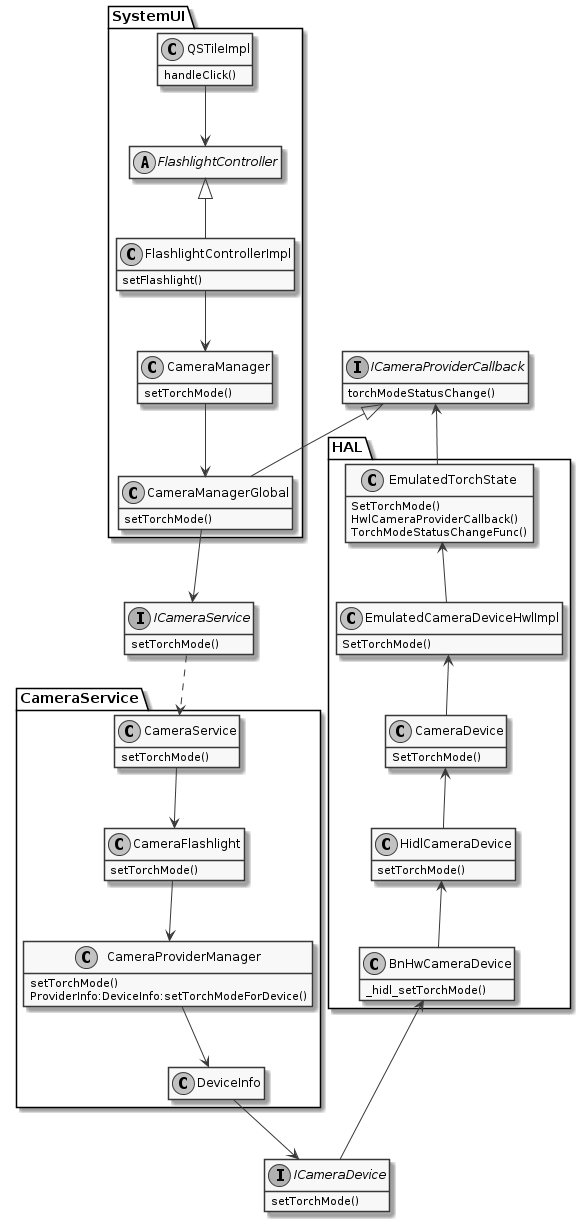 SystemUI
C QSTileImpl
handleClick()
A FlashlightController
C FlashlightControllerImpl
setFlashlight()
C CameraManager
setTorchMode()
I ICameraProviderCallback
torchModeStatusChange()
C CameraManagerGlobal
setTorchMode()
HAL
C EmulatedTorchState
SetTorchMode()
HwlCameraProviderCallback()
TorchModeStatusChangeFunc()
I ICameraService
setTorchMode()
C EmulatedCameraDeviceHwlImpl
SetTorchMode()
CameraService
C CameraService
setTorchMode()
C CameraDevice
SetTorchMode()
C CameraFlashlight
setTorchMode()
C HidlCameraDevice
setTorchMode()
C CameraProviderManager
setTorchMode()
ProviderInfo:DeviceInfo:setTorchModeForDevice()
C BnHwCameraDevice
_hidl_setTorchMode()
C DeviceInfo
I ICameraDevice
setTorchMode()